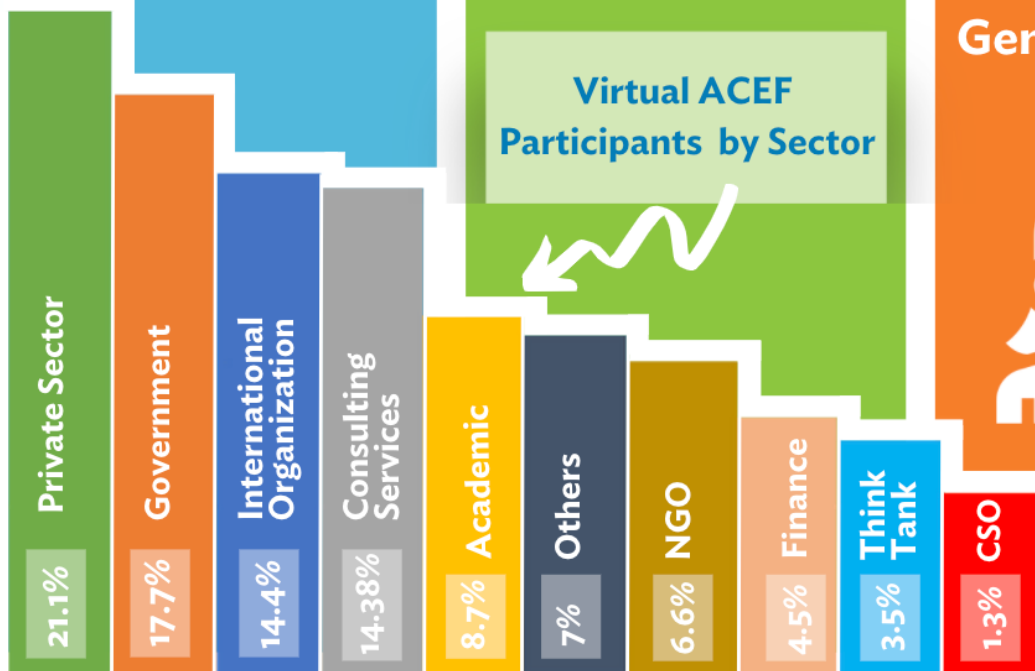 Gen
Virtual ACEF
Participants by Sector
Private Sector
21.1%
Government
17.7%
International
Organization
14.4%
Consulting
Services
14.38%
Academic
8.7%
Others
7%
NGO
6.6%
Finance
4.5%
Think
Tank
3.5%
CSO
1.3%